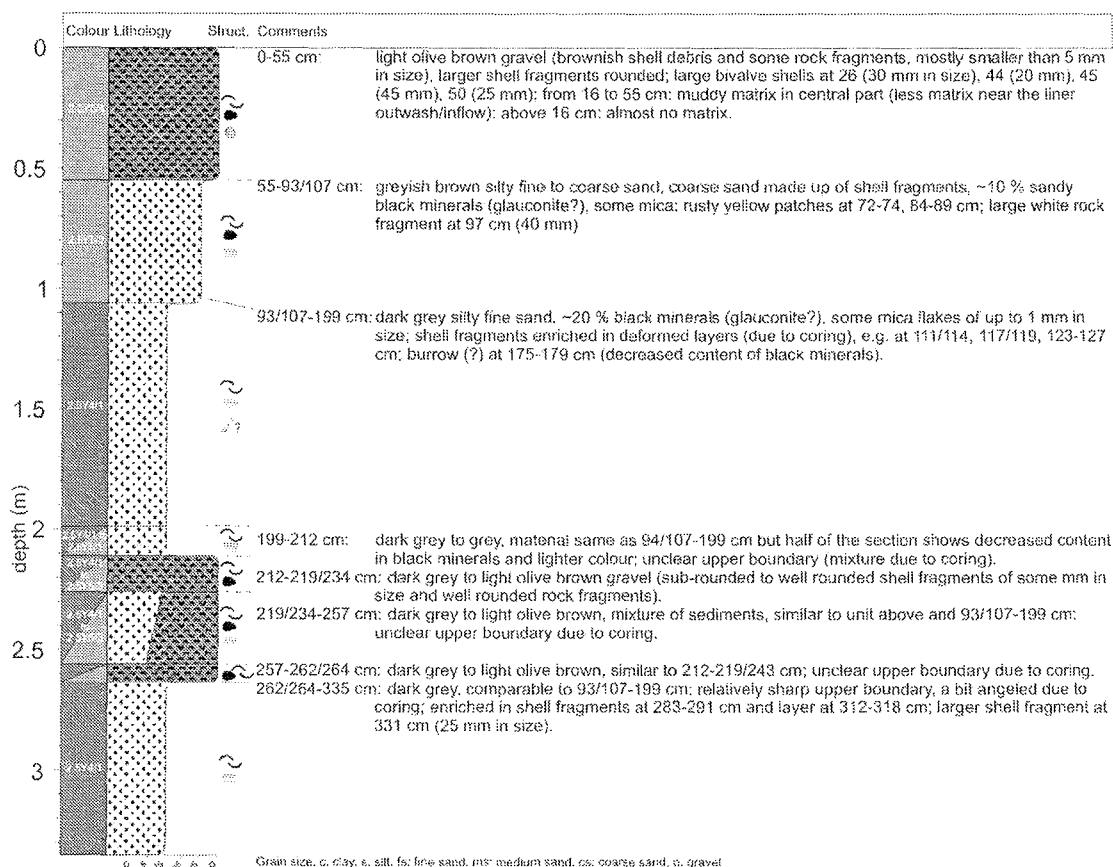 Colour Lithology Struct. Comments
0
0-55 cm: light olive brown gravel (brownish shell debris and some rock fragments, mostly smaller than 5 mm
in size), larger shell fragments rounded; large bivalve shells at 26 (30 mm in size), 44 (20 mm), 45
(45 mm), 50 (25 mm); from 16 to 55 cm: muddy matrix in central part (less matrix near the liner
outwash/inflow); above 16 cm: almost no matrix.
0.5
55-93/107 cm: greyish brown silty fine to coarse sand, coarse sand made up of shell fragments, ~10 % sandy
black minerals (glauconite?), some mica; rusty yellow patches at 72-74, 84-89 cm; large white rock
fragment at 97 cm (40 mm)
1
93/107-199 cm: dark grey silty fine sand, ~20 % black minerals (glauconite?), some mica flakes of up to 1 mm in
size; shell fragments enriched in deformed layers (due to coring), e.g. at 111/114, 117/119, 123-127
cm; burrow (?) at 175-179 cm (decreased content of black minerals).
1.5
depth (m)
2
199-212 cm: dark grey to grey, material same as 94/107-199 cm but half of the section shows decreased content
in black minerals and lighter colour; unclear upper boundary (mixture due to coring).
212-219/234 cm: dark grey to light olive brown gravel (sub-rounded to well rounded shell fragments of some mm in
size and well rounded rock fragments).
219/234-257 cm: dark grey to light olive brown, mixture of sediments, similar to unit above and 93/107-199 cm;
unclear upper boundary due to coring.
2.5
257-262/264 cm: dark grey to light olive brown, similar to 212-219/243 cm; unclear upper boundary due to coring.
262/264-335 cm: dark grey, comparable to 93/107-199 cm; relatively sharp upper boundary, a bit angeled due to
coring; enriched in shell fragments at 283-291 cm and layer at 312-318 cm; larger shell fragment at
331 cm (25 mm in size).
3
Grain size, c: clay, s: silt, fs: fine sand, ms: medium sand, cs: coarse sand, g: gravel